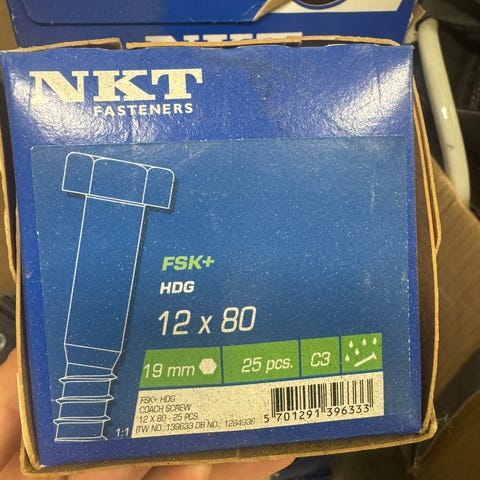 NKT
FASTENERS
FSK+
HDG
12 x 80
19 mm
25 pcs.
C3
FSK+ HDG
COACH SCREW
12 X 80 - 25 PCS
ITW NO.: 139633 DB NO.: 1284936
1:1
5 701291 396333